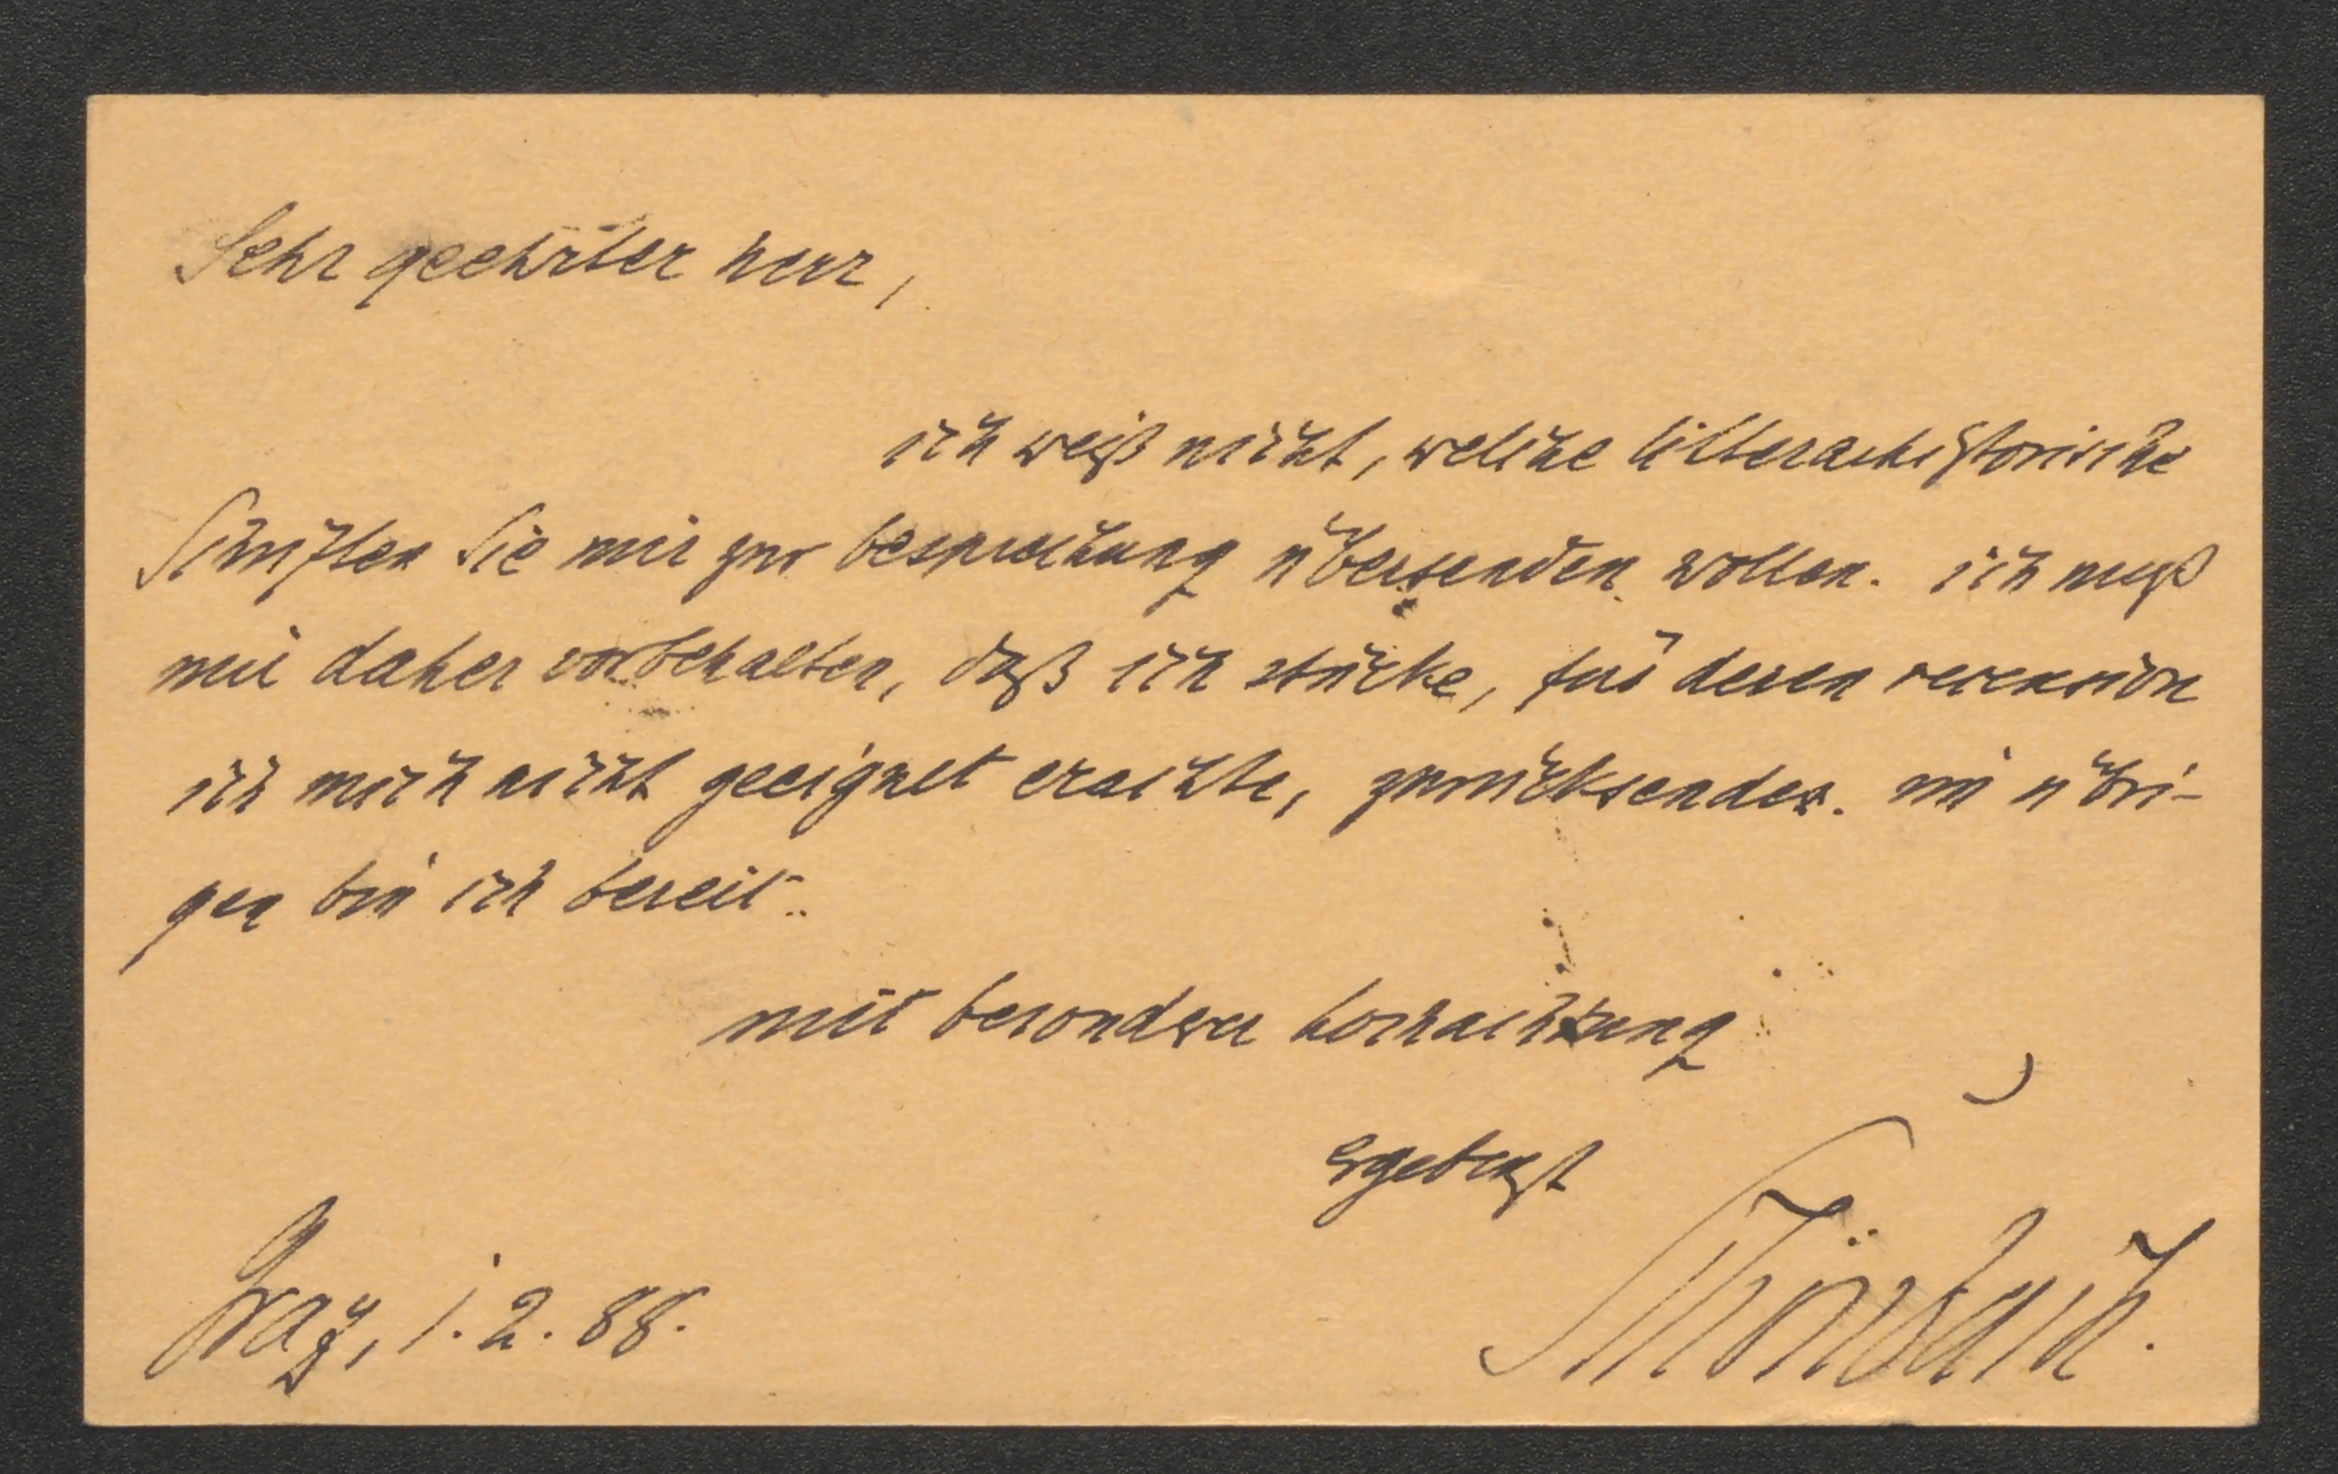 Sehr geehrter herr,
ich weiß nicht, welche litterarhistorische
Schriften Sie mir zur besprechung übersenden wollen. ich muß
mir daher vorbehalten, daß ich stücke, für deren recension
ich mich nicht geeignet erachte, zurücksende. im übri-
gen bin ich bereit.
mit besondrer hochachtung
ergebenst
Schönbach.
Graz, 1. 2. 88.